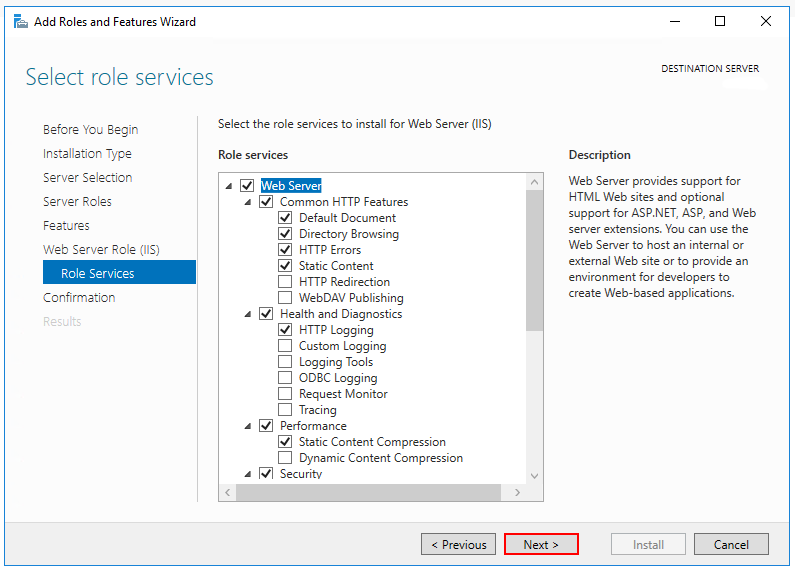 Add Roles and Features Wizard
Select role services
DESTINATION SERVER
Before You Begin
Installation Type
Server Selection
Server Roles
Features
Web Server Role (IIS)
Role Services
Confirmation
Results
Select the role services to install for Web Server (IIS)
Role services
Web Server
Common HTTP Features
Default Document
Directory Browsing
HTTP Errors
Static Content
HTTP Redirection
WebDAV Publishing
Health and Diagnostics
HTTP Logging
Custom Logging
Logging Tools
ODBC Logging
Request Monitor
Tracing
Performance
Static Content Compression
Dynamic Content Compression
Security
Description
Web Server provides support for
HTML Web sites and optional
support for ASP.NET, ASP, and Web
server extensions. You can use the
Web Server to host an internal or
external Web site or to provide an
environment for developers to
create Web-based applications.
< Previous
Next >
Install
Cancel